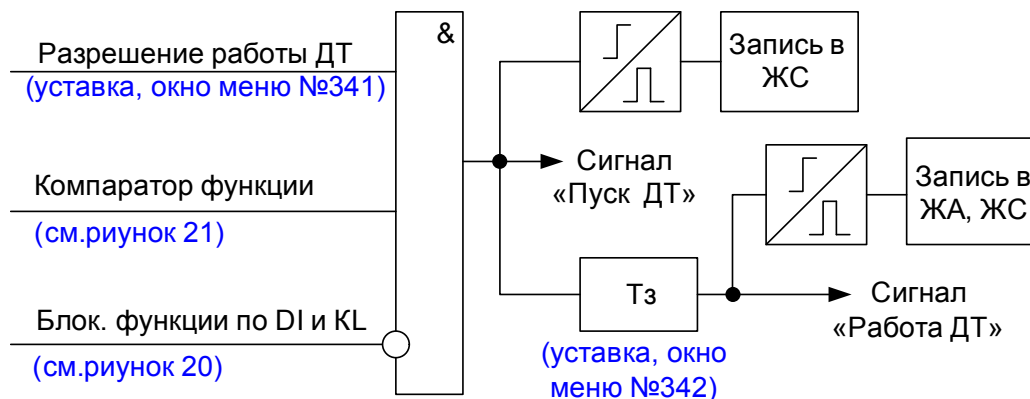 Разрешение работы ДТ
(уставка, окно меню №341)
Компаратор функции
(см.риунок 21)
Блок. функции по DI и KL
(см.риунок 20)
&
Запись в
ЖС
Сигнал
«Пуск ДТ»
Запись в
ЖА, ЖС
Тз
(уставка, окно
меню №342)
Сигнал
«Работа ДТ»